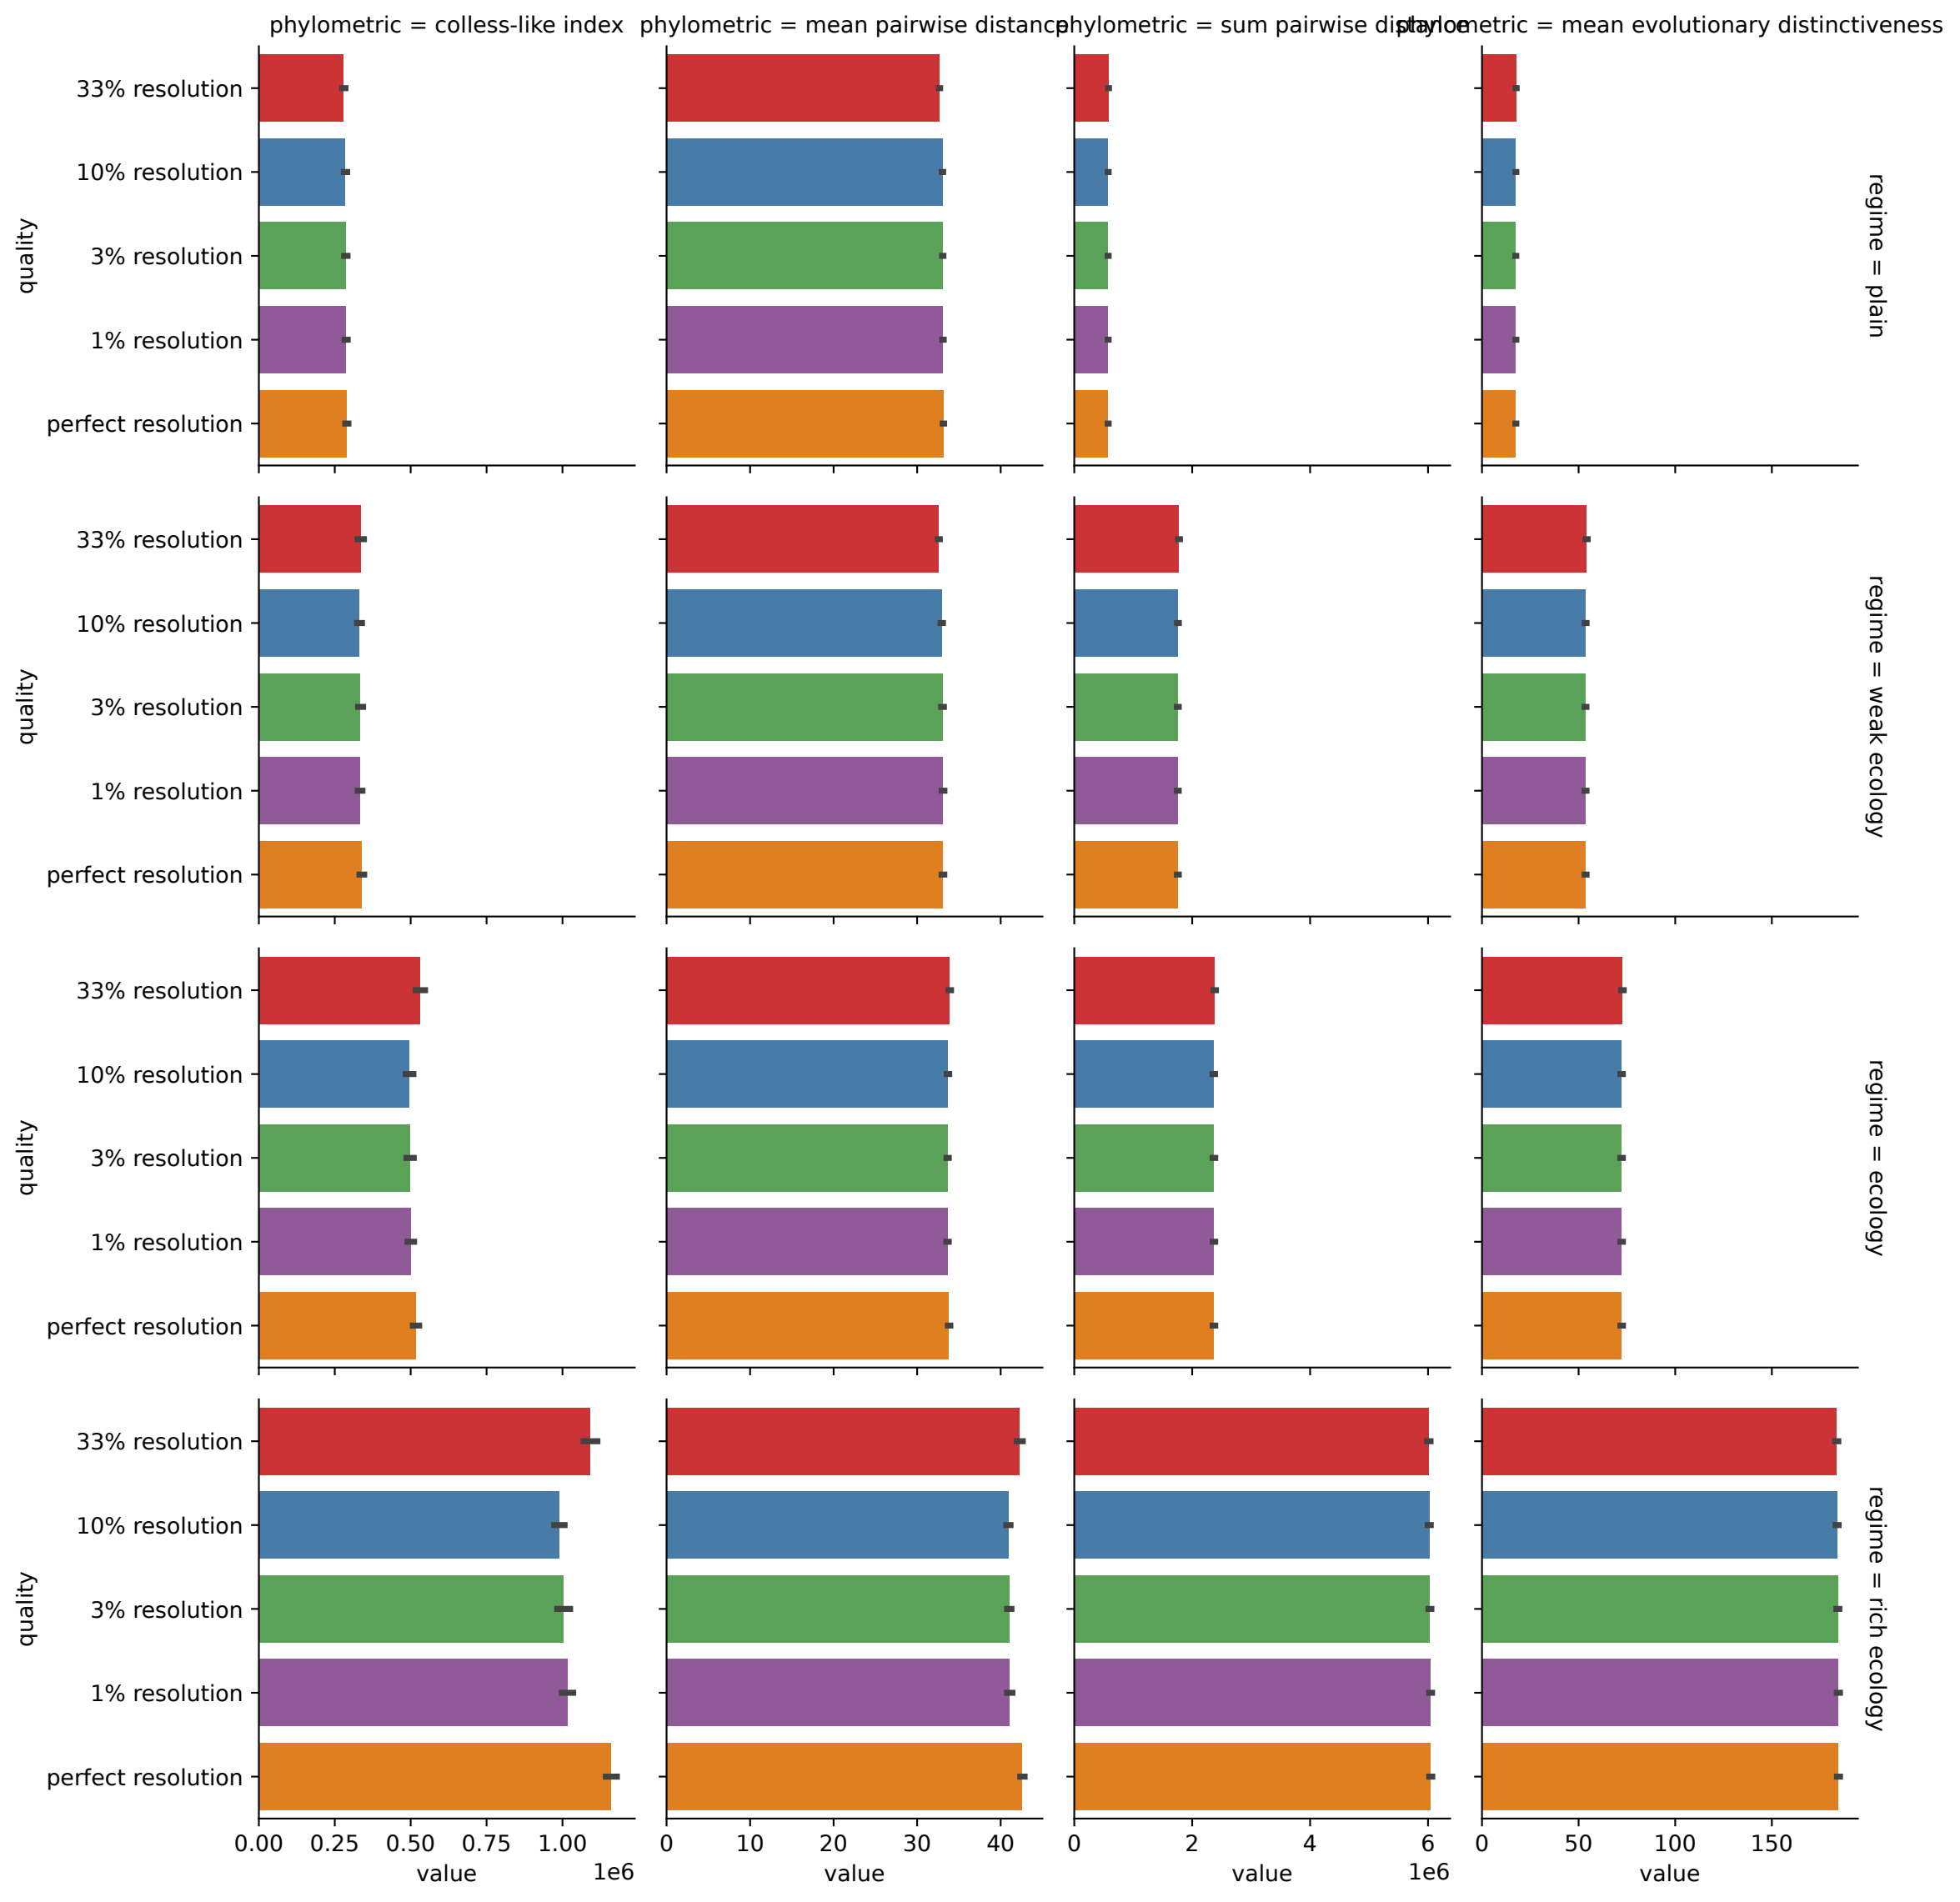 phylometric = colless-like index
phylometric = mean pairwise distance
phylometric = sum pairwise distance
phylometric = mean evolutionary distinctiveness
quality
33% resolution
10% resolution
3% resolution
1% resolution
perfect resolution
regime = plain
quality
33% resolution
10% resolution
3% resolution
1% resolution
perfect resolution
regime = weak ecology
quality
33% resolution
10% resolution
3% resolution
1% resolution
perfect resolution
regime = ecology
quality
33% resolution
10% resolution
3% resolution
1% resolution
perfect resolution
regime = rich ecology
0.00 0.25 0.50 0.75 1.00
1e6
value
0 10 20 30 40
value
0 2 4 6
1e6
value
0 50 100 150
value